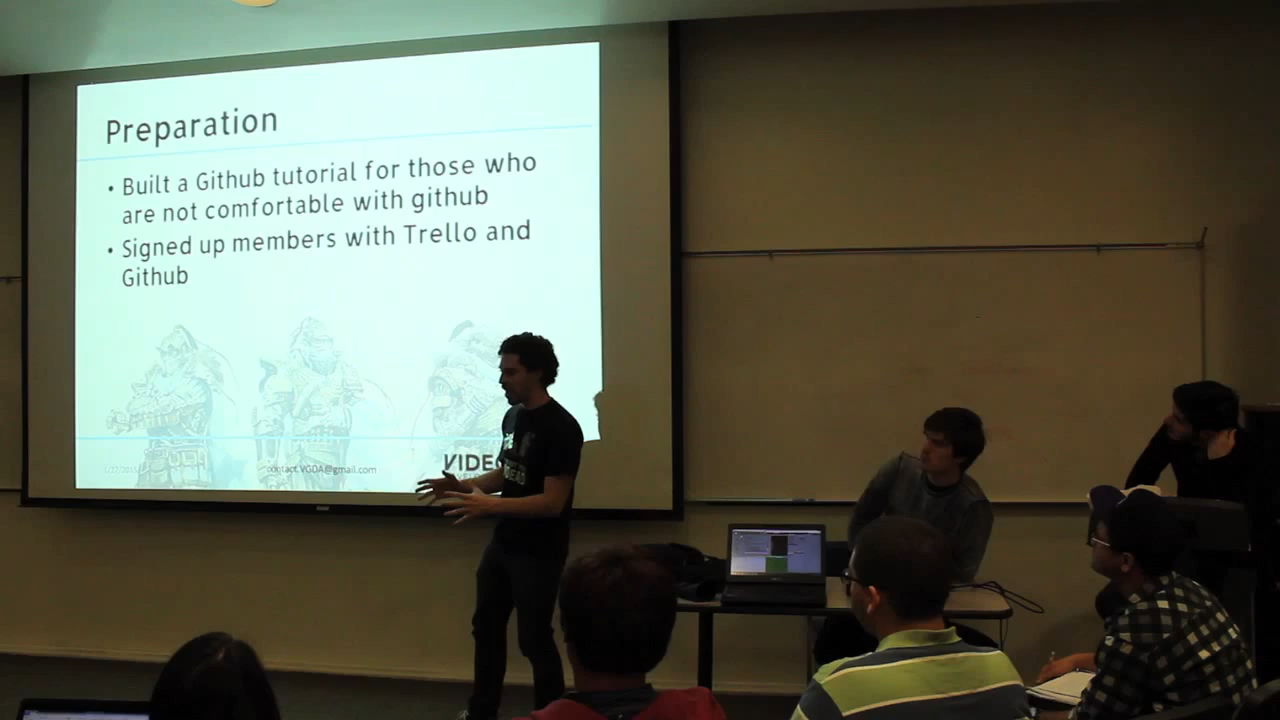 Preparation
• Built a Github tutorial for those who
are not comfortable with github
• Signed up members with Trello and
Github
contact.VGDA@gmail.com
VIDE